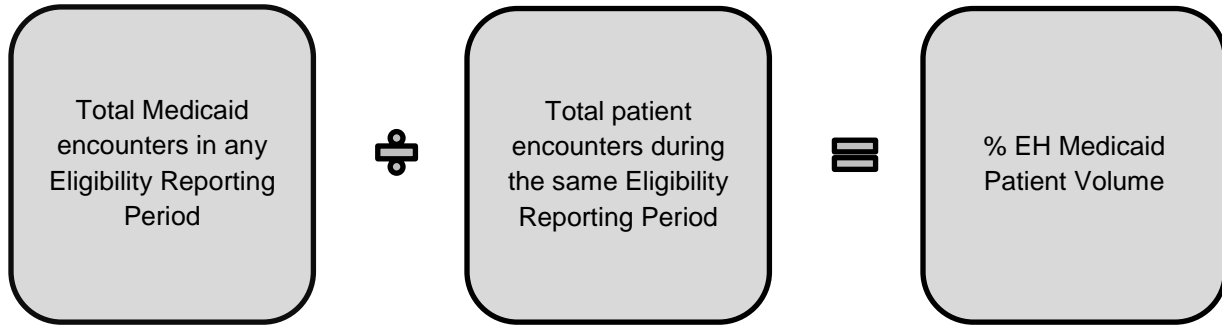 Total Medicaid
encounters in any
Eligibility Reporting
Period
÷
Total patient
encounters during
the same Eligibility
Reporting Period
=
% EH Medicaid
Patient Volume